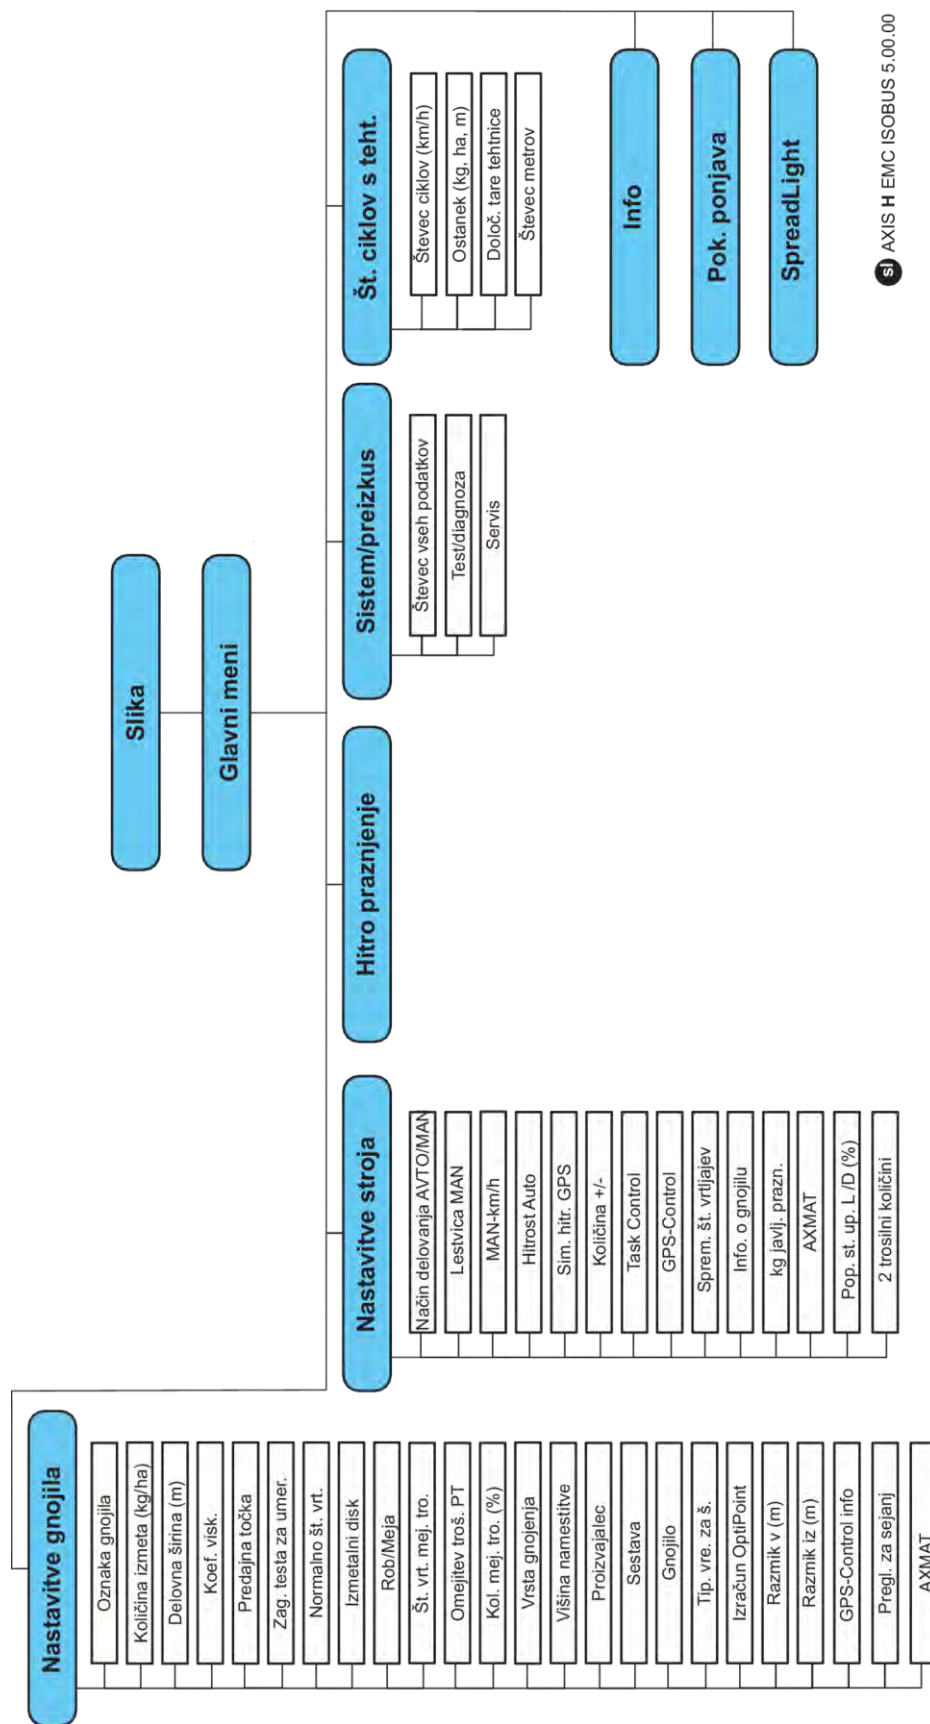 Slika
Glavni meni
Nastavitve gnojila
Oznaka gnojila
Količina izmeta (kg/ha)
Delovna širina (m)
Koef. visk.
Predajna točka
Zag. testa za umer.
Normalno št. vrt.
Izmetalni disk
Rob/Meja
Št. vrt. mej. tro.
Omejitev troš. PT
Kol. mej. tro. (%)
Vrsta gnojenja
Višina namestitve
Proizvajalec
Sestava
Gnojilo
Tip. vre. za š.
Izračun OptiPoint
Razmik v (m)
Razmik iz (m)
GPS-Control info
Pregl. za sejanj
AXMAT
Nastavitve stroja
Način delovanja AVTO/MAN
Lestvica MAN
MAN-km/h
Hitrost Auto
Sim. hitr. GPS
Količina +/-
Task Control
GPS-Control
Sprem. št. vrtljajev
Info. o gnojilu
kg javlj. prazn.
AXMAT
Pop. st. up. L /D (%)
2 trosilni količini
Hitro praznjenje
Sistem/preizkus
Števec vseh podatkov
Test/diagnoza
Servis
Št. ciklov s teht.
Števec ciklov (km/h)
Ostanek (kg, ha, m)
Določ. tare tehtnice
Števec metrov
Info
Pok. ponjava
SpreadLight
sl AXIS H EMC ISOBUS 5.00.00